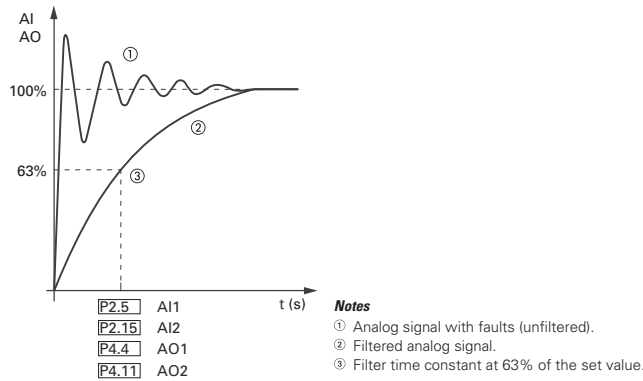 AI
AO
①
100%
②
63%
③
t (s)
P2.5 AI1
P2.15 AI2
P4.4 AO1
P4.11 AO2
Notes
① Analog signal with faults (unfiltered).
② Filtered analog signal.
③ Filter time constant at 63% of the set value.